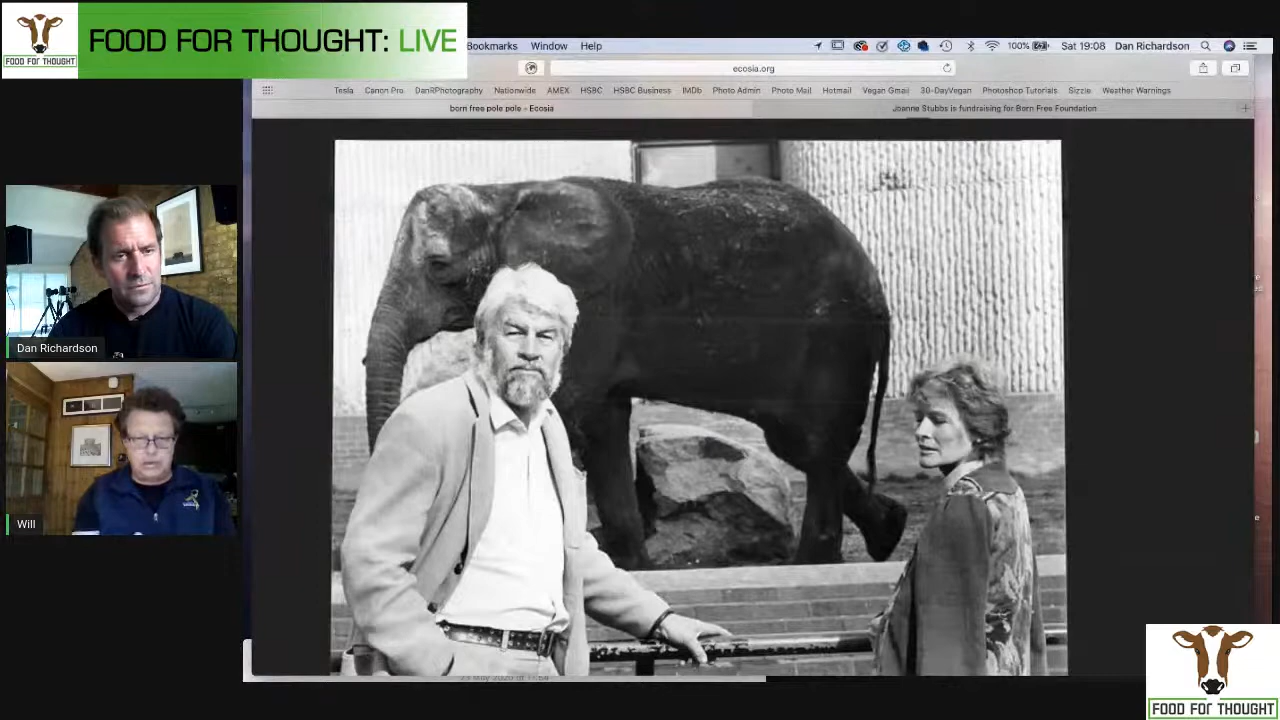 FOOD FOR THOUGHT
FOOD FOR THOUGHT: LIVE
Bookmarks Window Help
100% Sat 19:08 Dan Richardson
ecosia.org
Tesla Canon Pro DanRPhotography Nationwide AMEX HSBC HSBC Business IMDb Photo Admin Photo Mail Hotmail Vegan Gmail 30-DayVegan Photoshop Tutorials Sizzle Weather Warnings
born free pole pole - Ecosia
Joanne Stubbs is fundraising for Born Free Foundation
Dan Richardson
Will
FOOD FOR THOUGHT